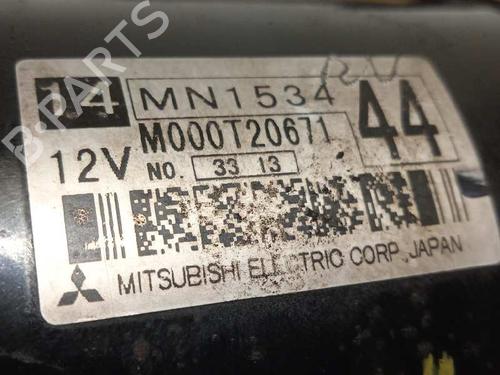 14 MN1534 44
M000T20671
12V NO. 33 13
MITSUBISHI ELECTRIC CORP. JAPAN
B-PARTS